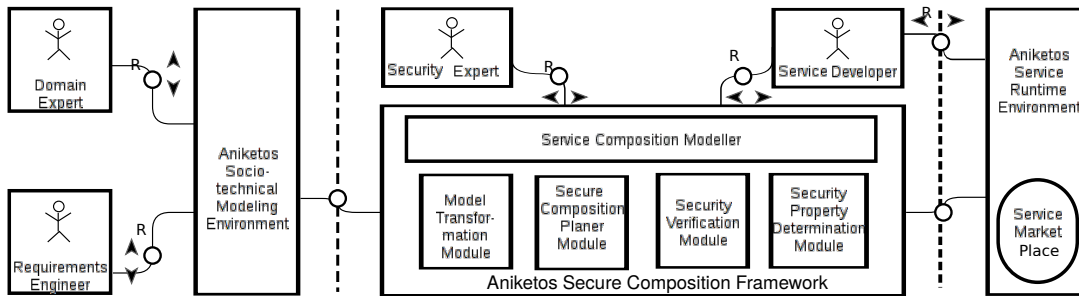 R
Domain
Expert
R
Requirements
Engineer
Aniketos
Socio-
technical
Modeling
Environment
Security Expert
R
R
Service Developer
R
Service Composition Modeller
Model
Transfor-
mation
Module
Secure
Composition
Planer Module
Security
Verification
Module
Security
Property
Determination
Module
Aniketos Secure Composition Framework
Aniketos
Service
Runtime
Environment
Service
Market
Place